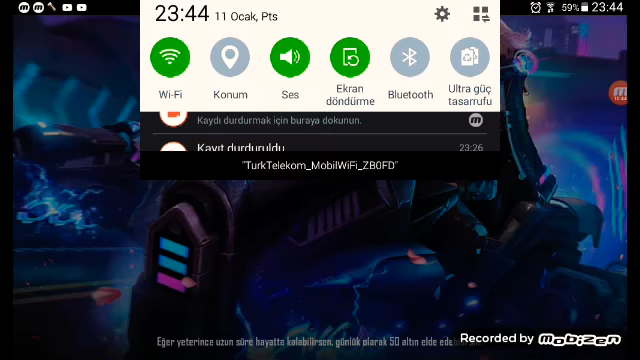 23:44 11 Ocak, Pts
59% 23:44
Wi-Fi
Konum
Ses
Ekran döndürme
Bluetooth
Ultra güç tasarrufu
Kaydı durdurmak için buraya dokunun.
Kayıt durduruldu 23:26
"TurkTelekom_MobilWiFi_ZB0FD"
Eğer yeterince uzun süre hayatta kalabilirsen, günlük olarak 50 altın elde
Recorded by MOBIZEN